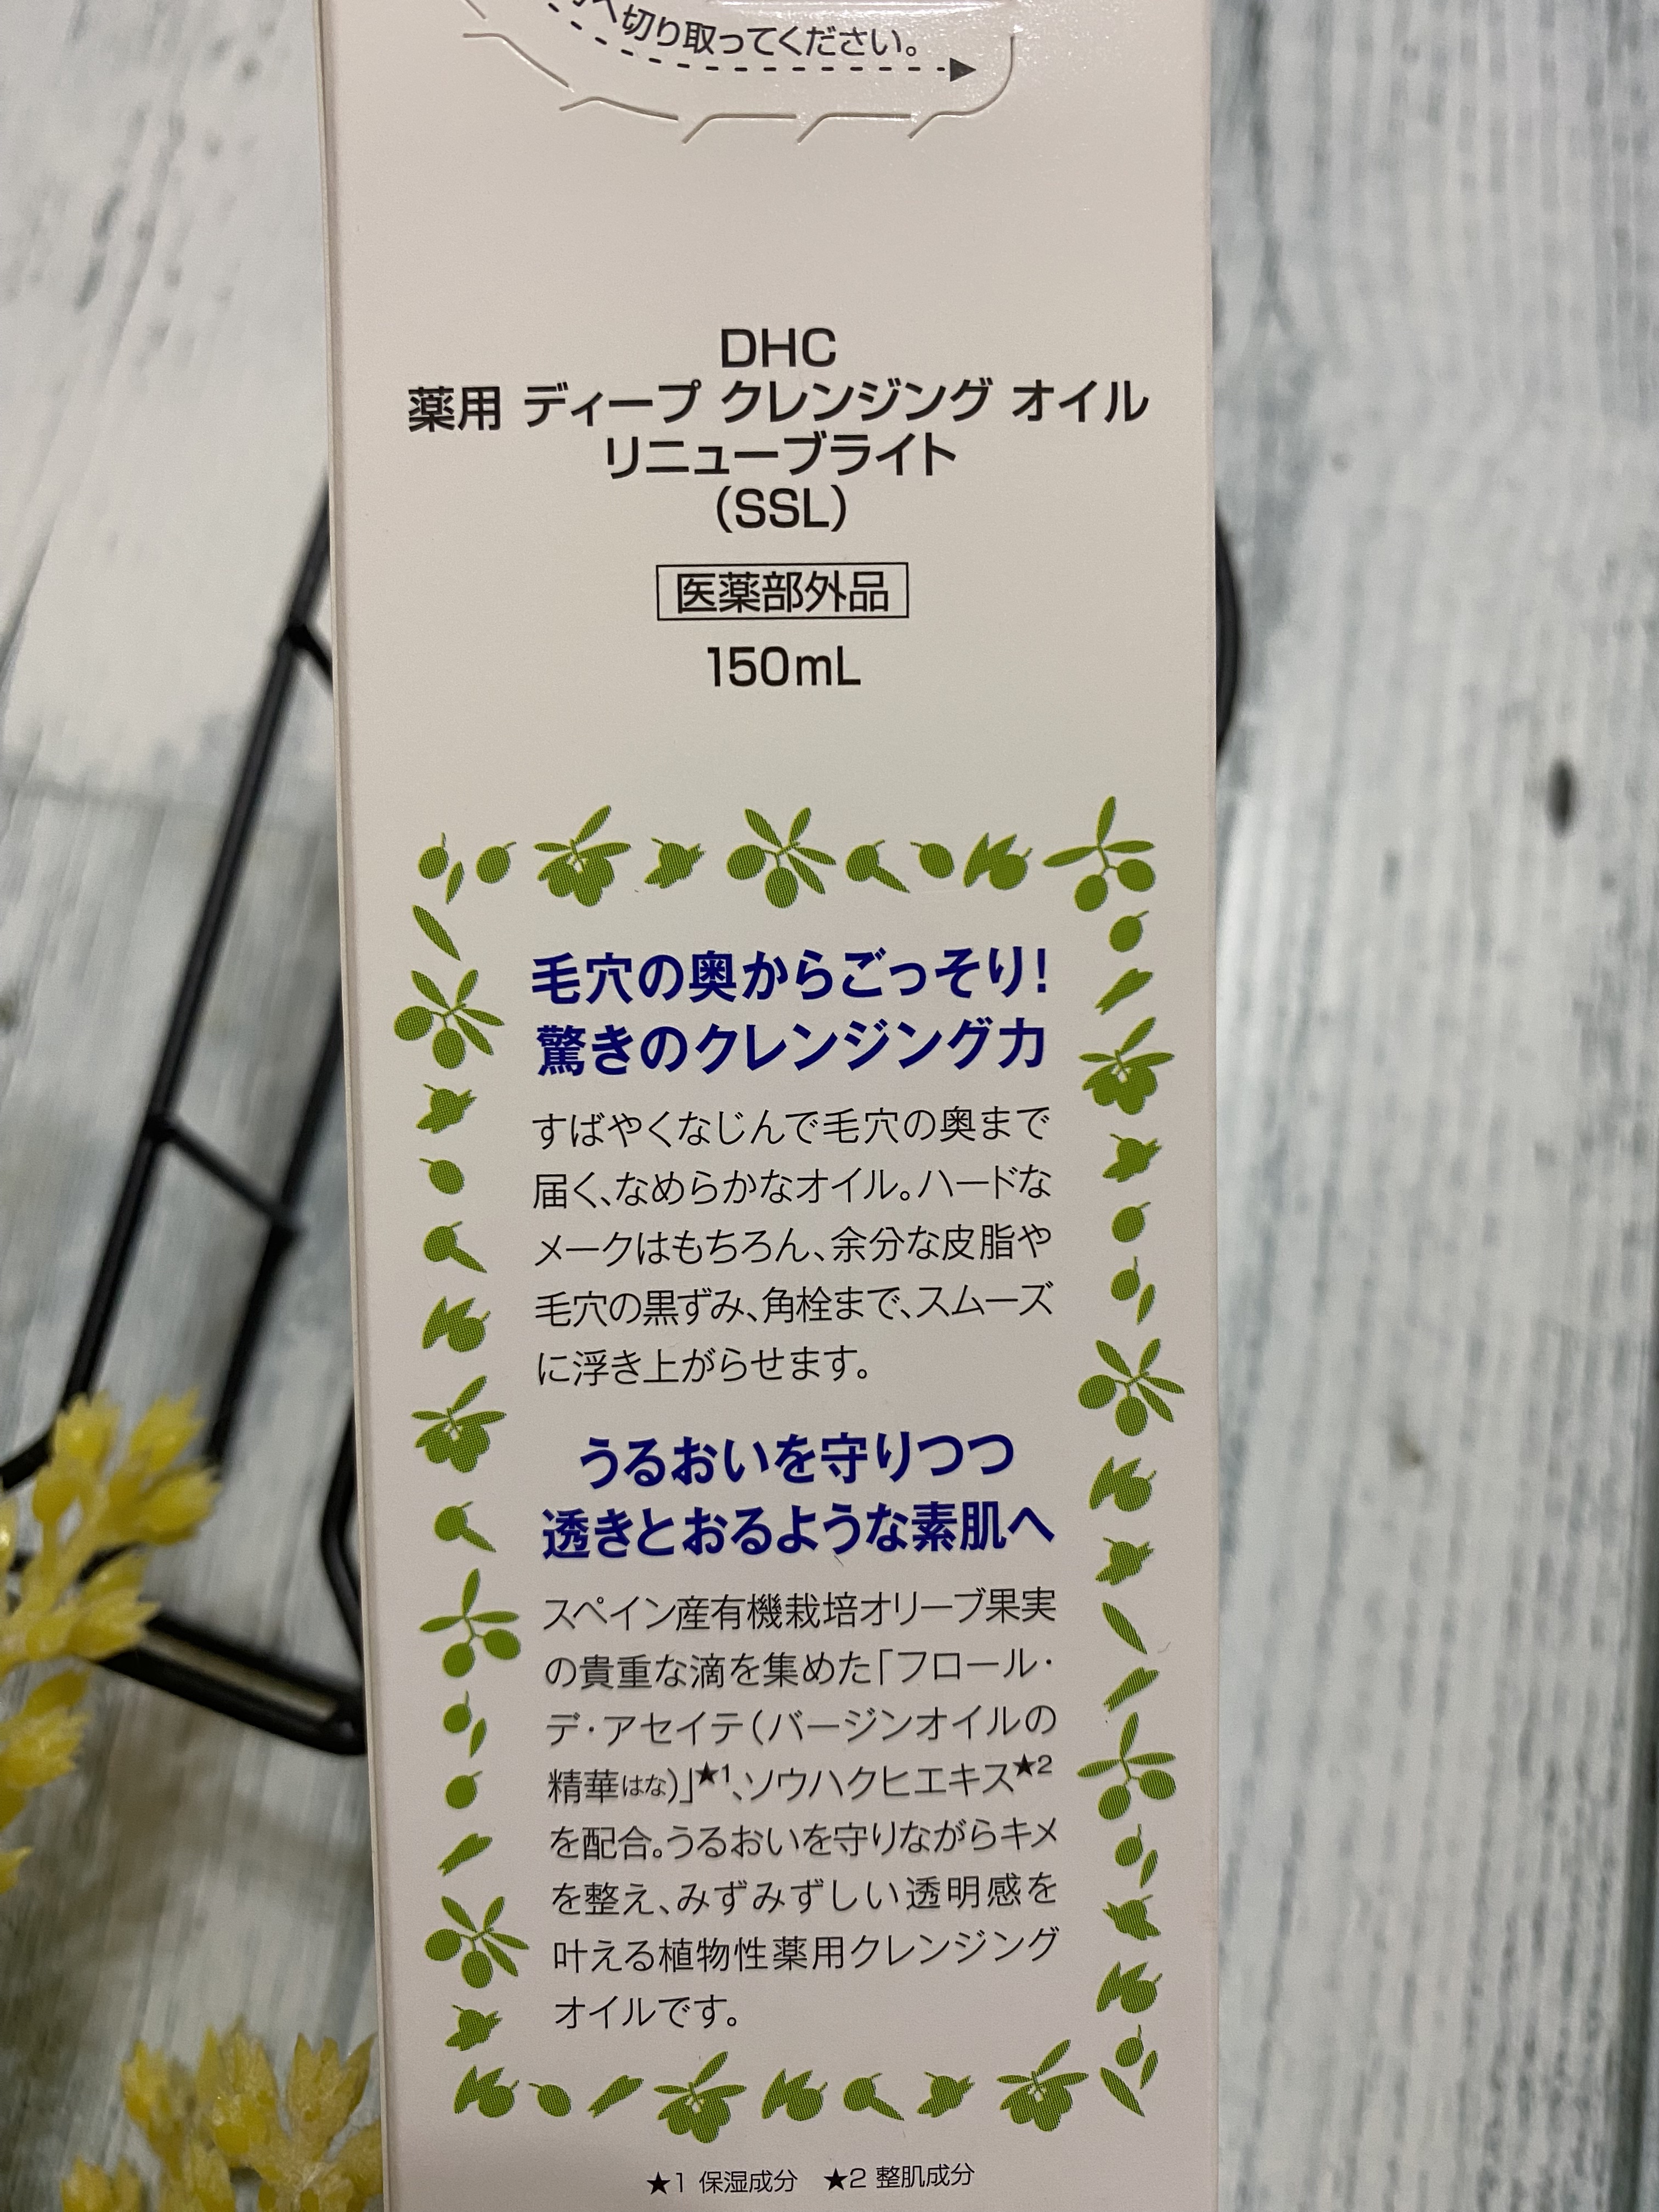 へ切り取ってください。
DHC
薬用 ディープ クレンジング オイル
リニューブライト
(SSL)
医薬部外品
150mL
毛穴の奥からごっそり!
驚きのクレンジング力
すばやくなじんで毛穴の奥まで
届く、なめらかなオイル。ハードな
メークはもちろん、余分な皮脂や
毛穴の黒ずみ、角栓まで、スムーズ
に浮き上がらせます。
うるおいを守りつつ
透きとおるような素肌へ
スペイン産有機栽培オリーブ果実
の貴重な滴を集めた「フロール・
デ・アセイテ(バージンオイルの
精華はな)」★1、ソウハクヒエキス★2
を配合。うるおいを守りながらキメ
を整え、みずみずしい透明感を
叶える植物性薬用クレンジング
オイルです。
★1 保湿成分 ★2 整肌成分